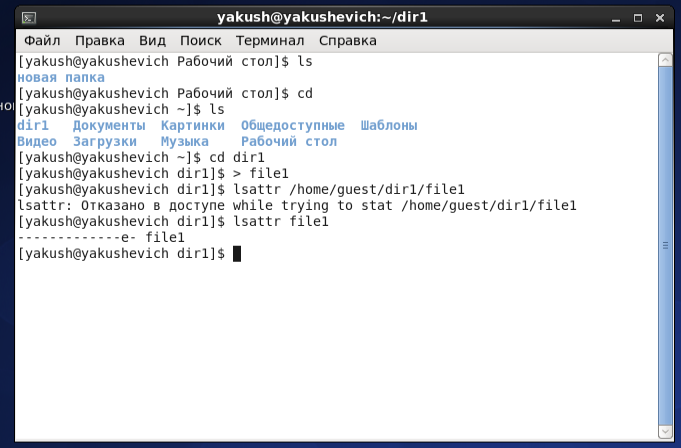 yakush@yakushevich:~/dir1
Файл Правка Вид Поиск Терминал Справка
[yakush@yakushevich Рабочий стол]$ ls
новая папка
[yakush@yakushevich Рабочий стол]$ cd
[yakush@yakushevich ~]$ ls
dir1 Документы Картинки Общедоступные Шаблоны
Видео Загрузки Музыка Рабочий стол
[yakush@yakushevich ~]$ cd dir1
[yakush@yakushevich dir1]$ > file1
[yakush@yakushevich dir1]$ lsattr /home/guest/dir1/file1
lsattr: Отказано в доступе while trying to stat /home/guest/dir1/file1
[yakush@yakushevich dir1]$ lsattr file1
-------------e- file1
[yakush@yakushevich dir1]$